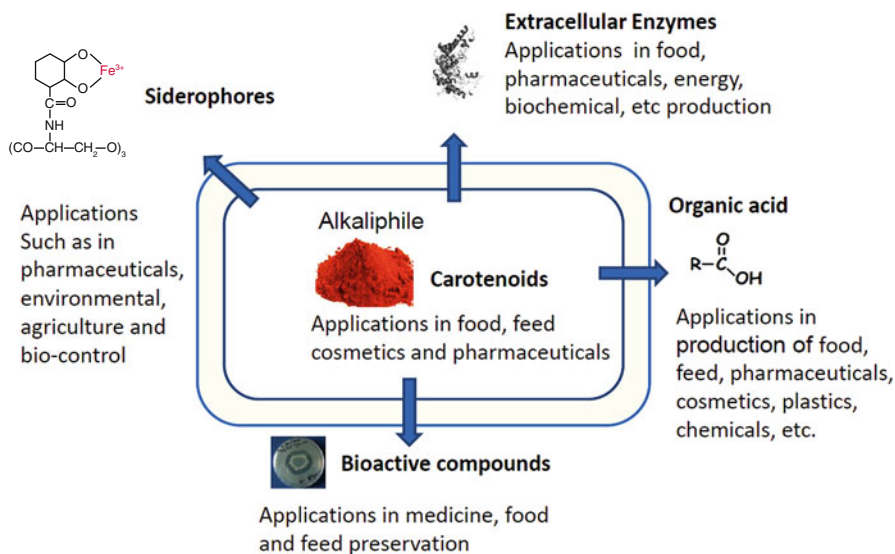 Extracellular Enzymes
Applications in food,
pharmaceuticals, energy,
biochemical, etc production
O
Fe³⁺
O
C=O
NH
(CO—CH—CH₂—O)₃
Siderophores
Applications
Such as in
pharmaceuticals,
environmental,
agriculture and
bio-control
Alkaliphile
Carotenoids
Applications in food, feed
cosmetics and pharmaceuticals
Organic acid
O
R–C
OH
Applications in
production of food,
feed, pharmaceuticals,
cosmetics, plastics,
chemicals, etc.
Bioactive compounds
Applications in medicine, food
and feed preservation